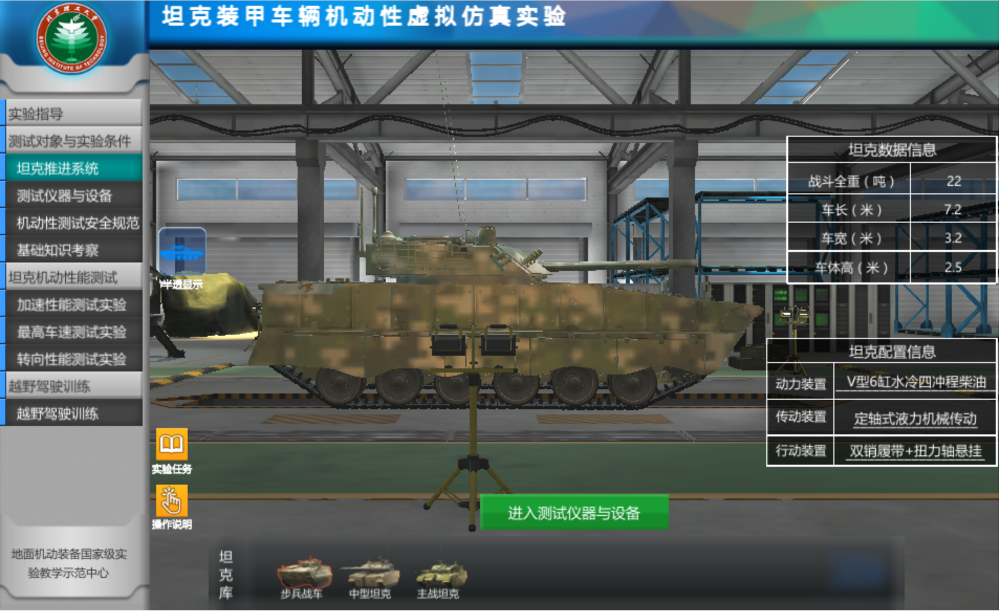 北京理工大学
BEIJING INSTITUTE OF TECHNOLOGY
1940
坦克装甲车辆机动性虚拟仿真实验
实验指导
测试对象与实验条件
坦克推进系统
测试仪器与设备
机动性测试安全规范
基础知识考察
坦克机动性能测试
加速性能测试实验
最高车速测试实验
转向性能测试实验
越野驾驶训练
越野驾驶训练
地面机动装备国家级实
验教学示范中心
半透显示
实验任务
操作说明
坦克数据信息
战斗全重（吨） 22
车长（米） 7.2
车宽（米） 3.2
车体高（米） 2.5
坦克配置信息
动力装置 V型6缸水冷四冲程柴油
传动装置 定轴式液力机械传动
行动装置 双销履带+扭力轴悬挂
进入测试仪器与设备
坦克库
步兵战车
中型坦克
主战坦克